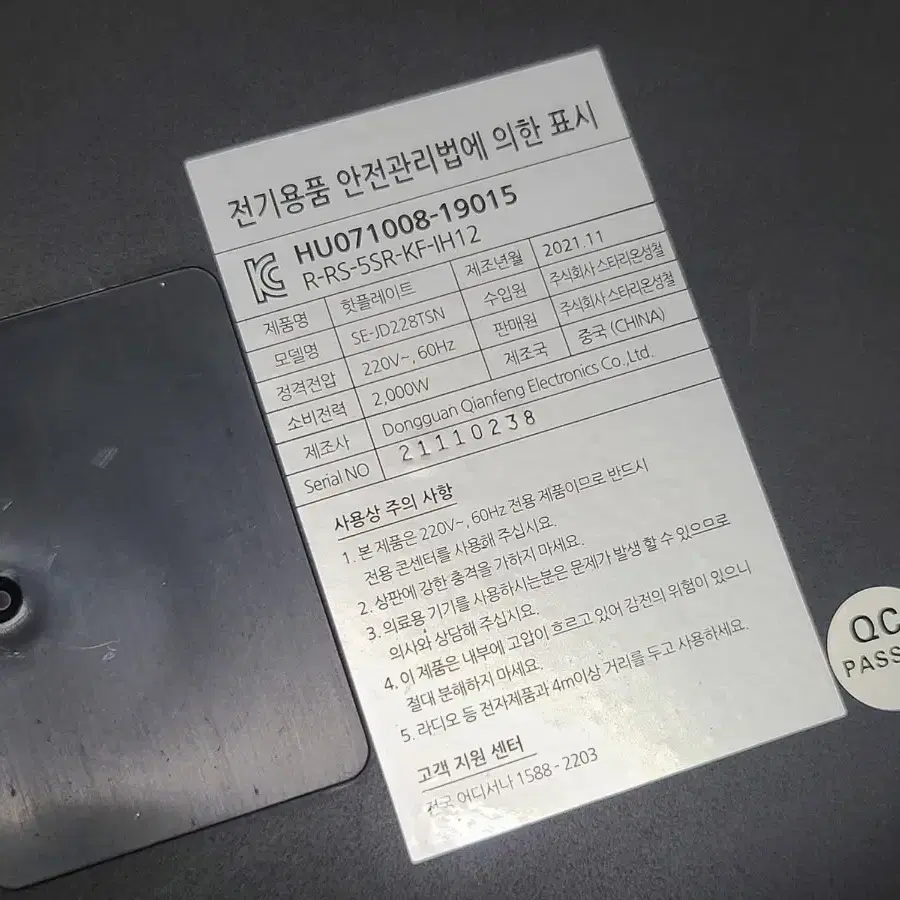 전기용품 안전관리법에 의한 표시
HU071008-19015
R-RS-5SR-KF-IH12
제품명 핫플레이트 제조년월 2021.11
모델명 SE-JD228TSN 수입원 주식회사 스타리온성철
정격전압 220V~, 60Hz 판매원 주식회사 스타리온성철
소비전력 2,000W 제조국 중국 (CHINA)
제조사 Dongguan Qianfeng Electronics Co.,Ltd.
Serial NO 21110238
사용상 주의 사항
1. 본 제품은 220V~, 60Hz 전용 제품이므로 반드시
전용 콘센터를 사용해 주십시요.
2. 상판에 강한 충격을 가하지 마세요.
3. 의료용 기기를 사용하시는분은 문제가 발생 할 수 있으므로
의사와 상담해 주십시요.
4. 이 제품은 내부에 고압이 흐르고 있어 감전의 위험이 있으니
절대 분해하지 마세요.
5. 라디오 등 전자제품과 4m이상 거리를 두고 사용하세요.
고객 지원 센터
전국 어디서나 1588 - 2203
QC
PASS